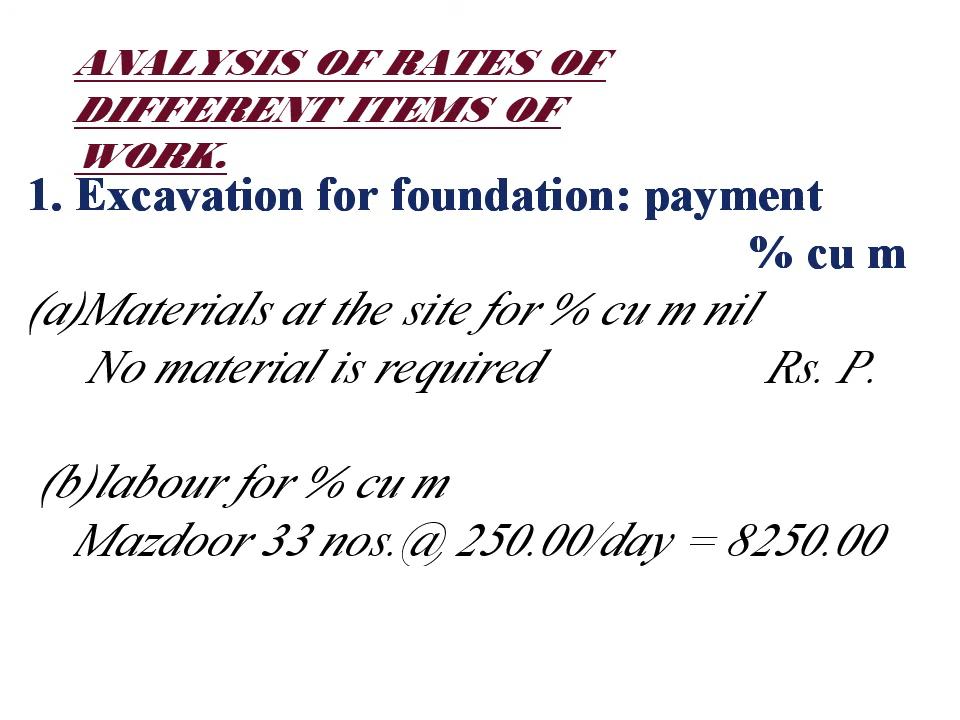 ANALYSIS OF RATES OF
DIFFERENT ITEMS OF
WORK.
1. Excavation for foundation: payment
% cu m
(a)Materials at the site for % cu m nil
No material is required Rs. P.
(b)labour for % cu m
Mazdoor 33 nos.@ 250.00/day = 8250.00